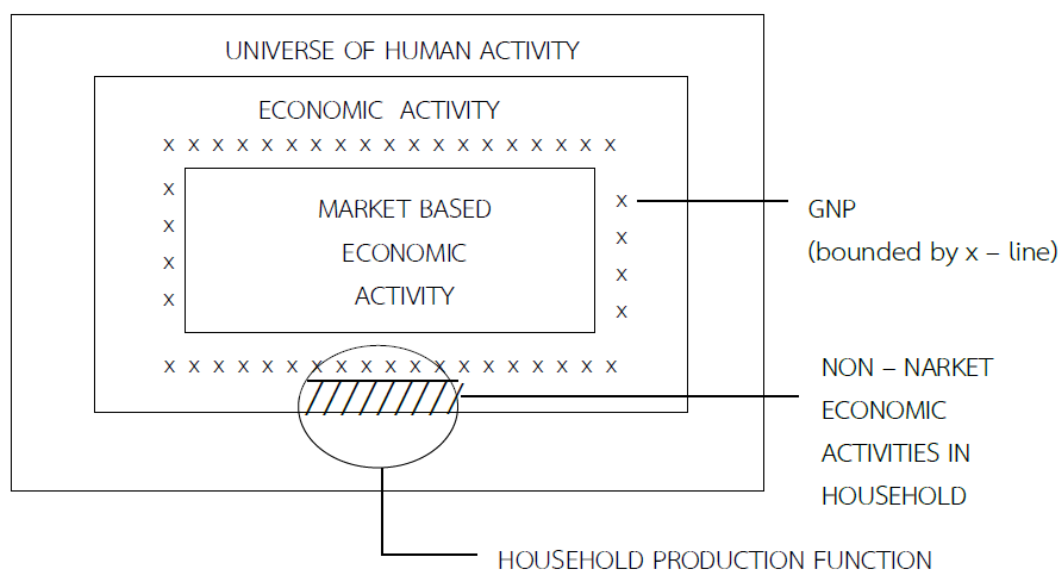 UNIVERSE OF HUMAN ACTIVITY
ECONOMIC ACTIVITY
x x x x x x x x x x x x x x x x x x x
MARKET BASED
ECONOMIC
ACTIVITY
x
x
x
x
x
x
x
x
GNP
(bounded by x – line)
x x x x x x x x x x x x x x x x x x x
NON – NARKET
ECONOMIC
ACTIVITIES IN
HOUSEHOLD
HOUSEHOLD PRODUCTION FUNCTION